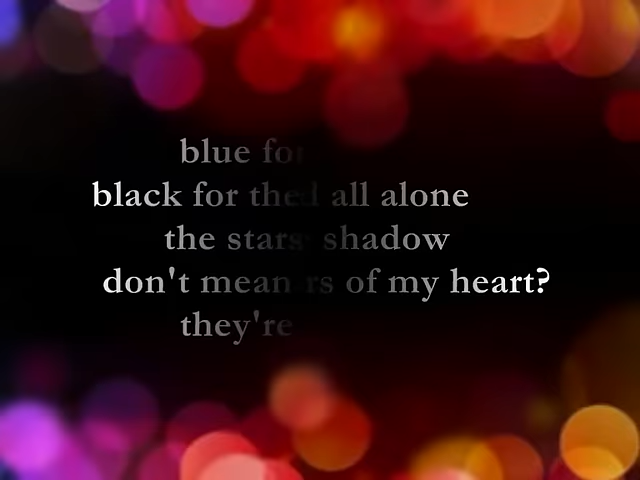 blue for
black for the all alone
the stars shadow
don't mean rs of my heart?
they're